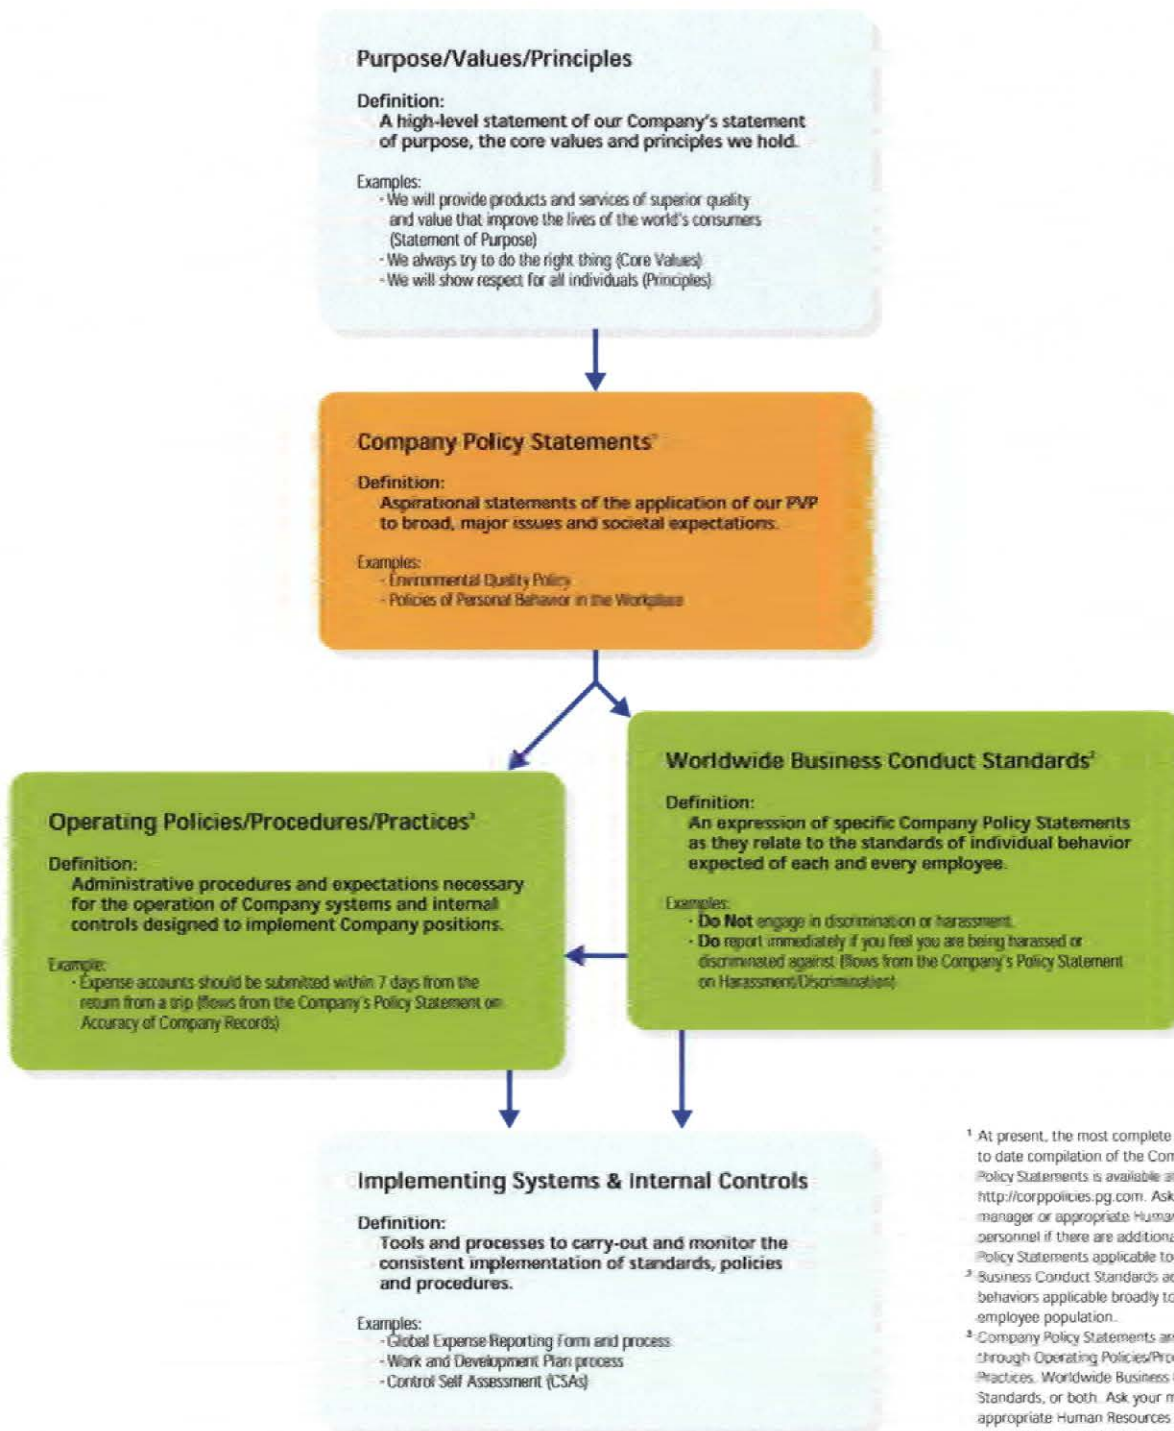 Purpose/Values/Principles
Definition:
A high-level statement of our Company's statement
of purpose, the core values and principles we hold.
Examples:
- We will provide products and services of superior quality
and value that improve the lives of the world's consumers
(Statement of Purpose)
- We always try to do the right thing (Core Values)
- We will show respect for all individuals (Principles)
Company Policy Statements¹
Definition:
Aspirational statements of the application of our PVP
to broad, major issues and societal expectations.
Examples:
- Environmental Quality Policy
- Policies of Personal Behavior in the Workplace
Worldwide Business Conduct Standards²
Definition:
An expression of specific Company Policy Statements
as they relate to the standards of individual behavior
expected of each and every employee.
Examples:
- Do Not engage in discrimination or harassment.
- Do report immediately if you feel you are being harassed or
discriminated against (flows from the Company's Policy Statement
on Harassment/Discrimination)
Operating Policies/Procedures/Practices³
Definition:
Administrative procedures and expectations necessary
for the operation of Company systems and internal
controls designed to implement Company positions.
Example:
- Expense accounts should be submitted within 7 days from the
return from a trip (flows from the Company's Policy Statement on
Accuracy of Company Records)
Implementing Systems & Internal Controls
Definition:
Tools and processes to carry-out and monitor the
consistent implementation of standards, policies
and procedures.
Examples:
- Global Expense Reporting Form and process
- Work and Development Plan process
- Control Self Assessment (CSAs)
¹ At present, the most complete
to date compilation of the Com
Policy Statements is available a
http://corppolicies.pg.com. Ask
manager or appropriate Human
personnel if there are additiona
Policy Statements applicable to
² Business Conduct Standards ad
behaviors applicable broadly to
employee population.
³ Company Policy Statements are
through Operating Policies/Proc
Practices, Worldwide Business
Standards, or both. Ask your m
appropriate Human Resources